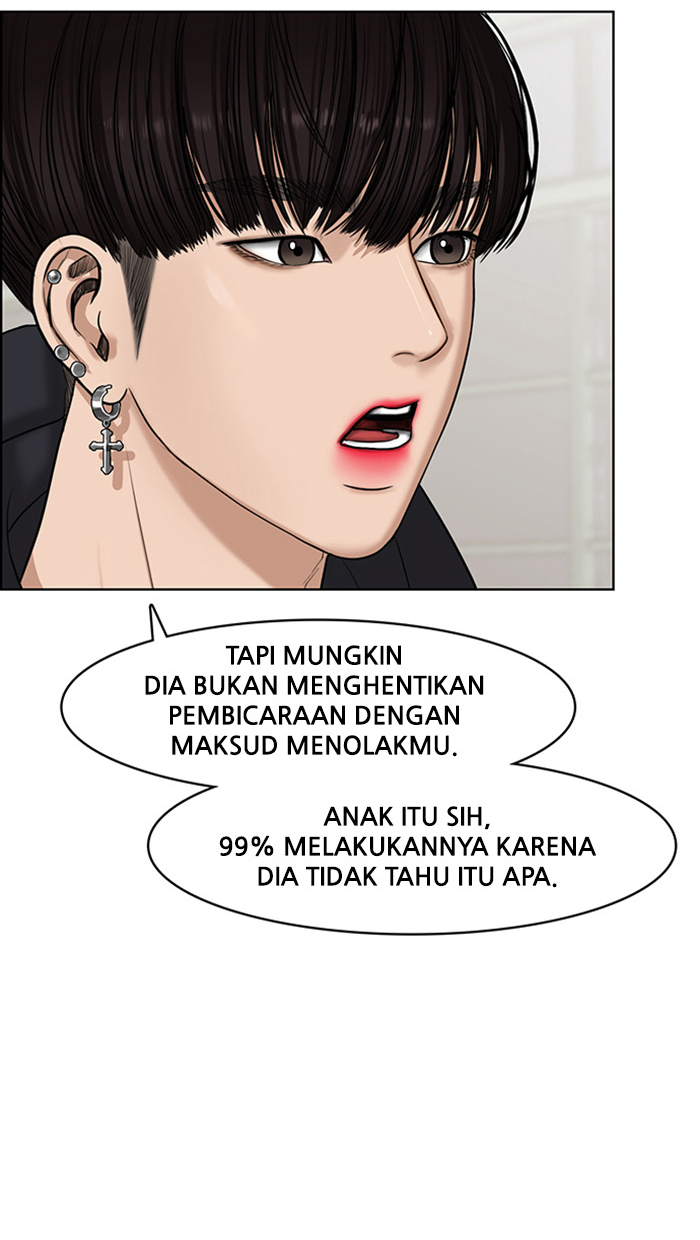 TAPI MUNGKIN
DIA BUKAN MENGHENTIKAN
PEMBICARAAN DENGAN
MAKSUD MENOLAKMU.
ANAK ITU SIH,
99% MELAKUKANNYA KARENA
DIA TIDAK TAHU ITU APA.